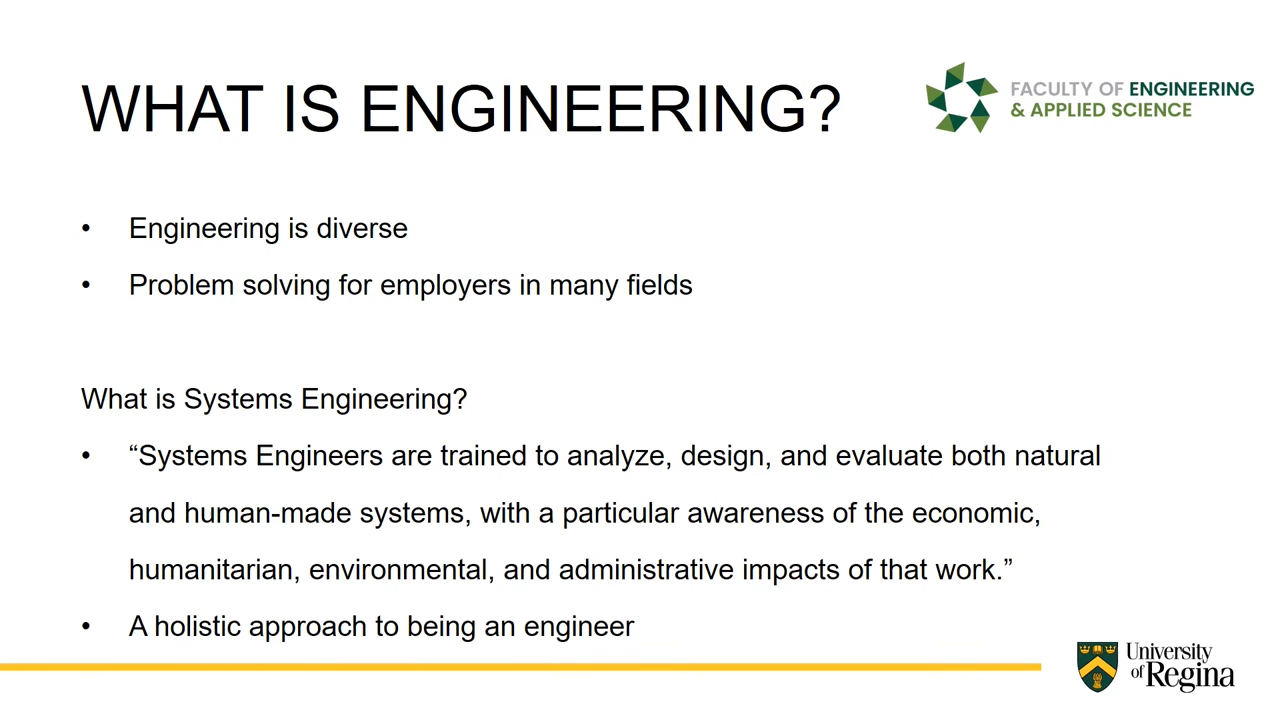 WHAT IS ENGINEERING?
FACULTY OF ENGINEERING
& APPLIED SCIENCE
• Engineering is diverse
• Problem solving for employers in many fields
What is Systems Engineering?
• “Systems Engineers are trained to analyze, design, and evaluate both natural
and human-made systems, with a particular awareness of the economic,
humanitarian, environmental, and administrative impacts of that work.”
• A holistic approach to being an engineer
University
of Regina